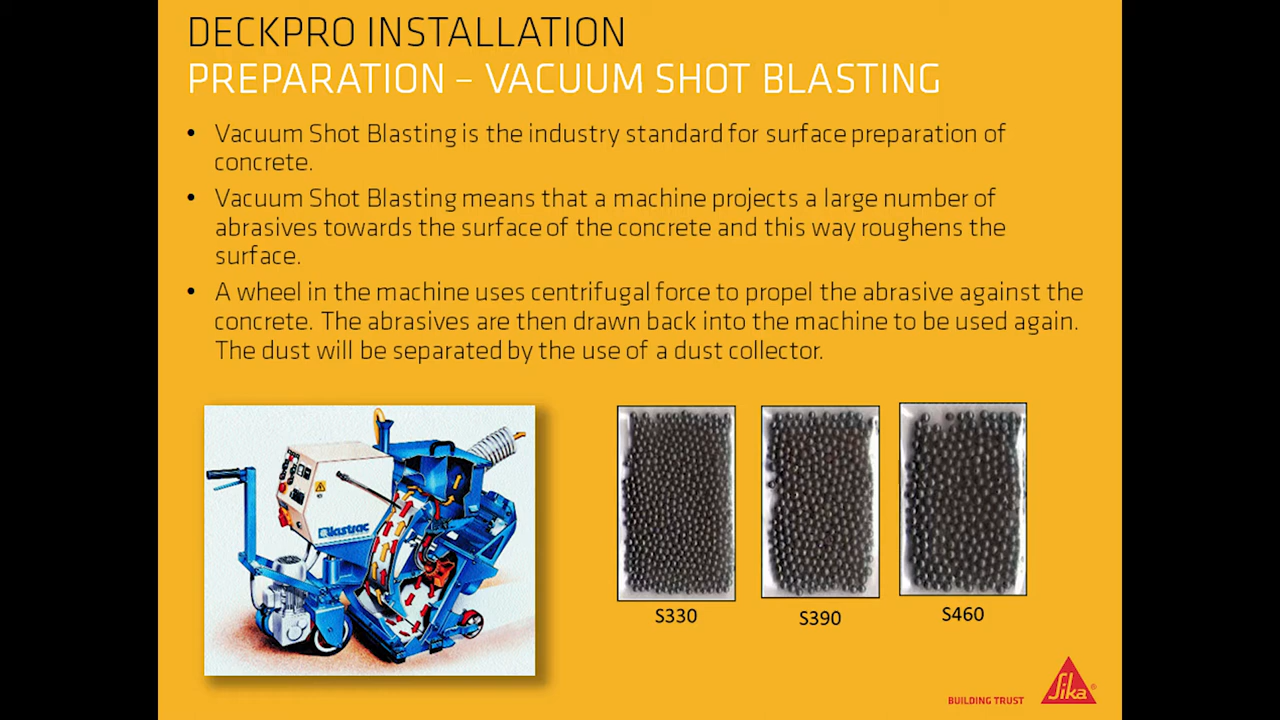 DECKPRO INSTALLATION
PREPARATION – VACUUM SHOT BLASTING
• Vacuum Shot Blasting is the industry standard for surface preparation of
concrete.
• Vacuum Shot Blasting means that a machine projects a large number of
abrasives towards the surface of the concrete and this way roughens the
surface.
• A wheel in the machine uses centrifugal force to propel the abrasive against the
concrete. The abrasives are then drawn back into the machine to be used again.
The dust will be separated by the use of a dust collector.
Blastrac
S330
S390
S460
BUILDING TRUST
Sika®